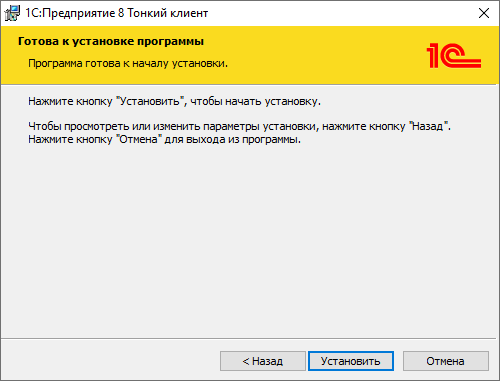 1С:Предприятие 8 Тонкий клиент
Готова к установке программы
Программа готова к началу установки.
1С
Нажмите кнопку "Установить", чтобы начать установку.
Чтобы просмотреть или изменить параметры установки, нажмите кнопку "Назад".
Нажмите кнопку "Отмена" для выхода из программы.
< Назад
Установить
Отмена